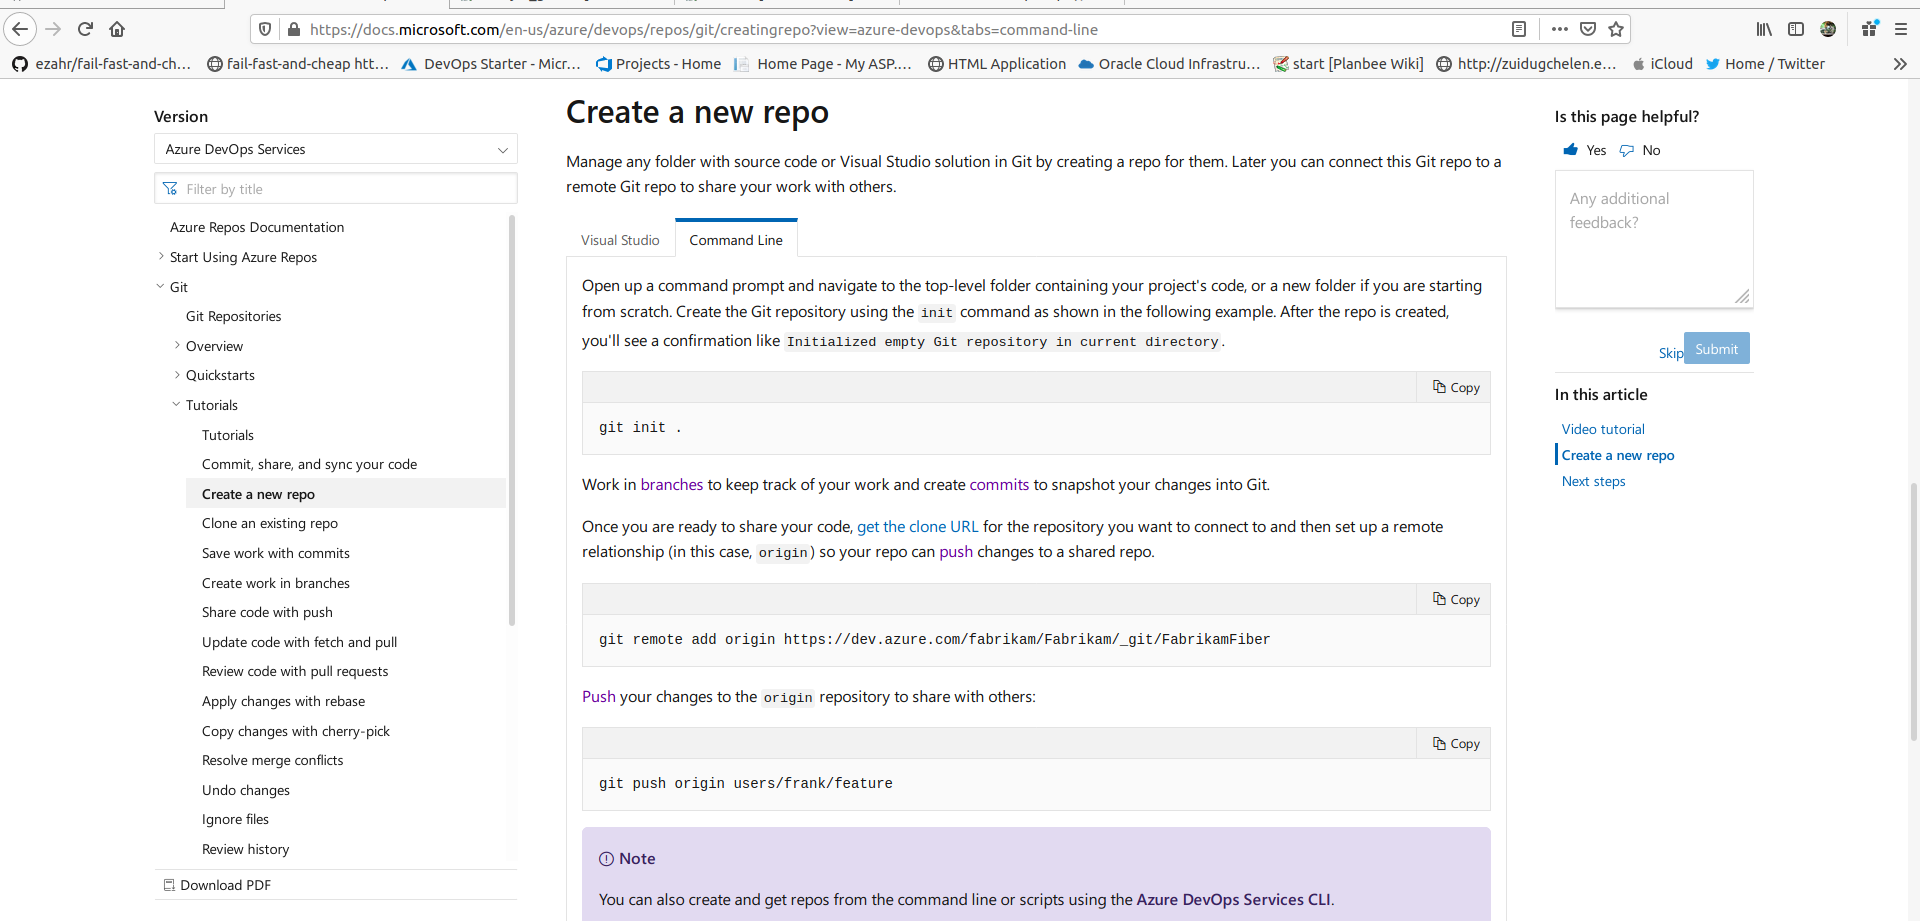 https://docs.microsoft.com/en-us/azure/devops/repos/git/creatingrepo?view=azure-devops&tabs=command-line
ezahr/fail-fast-and-ch... fail-fast-and-cheap htt... DevOps Starter - Micr... Projects - Home Home Page - My ASP.... HTML Application Oracle Cloud Infrastru... start [Planbee Wiki] http://zuidugchelen.e... iCloud Home / Twitter
Version
Azure DevOps Services
Filter by title
Azure Repos Documentation
Start Using Azure Repos
Git
Git Repositories
Overview
Quickstarts
Tutorials
Tutorials
Commit, share, and sync your code
Create a new repo
Clone an existing repo
Save work with commits
Create work in branches
Share code with push
Update code with fetch and pull
Review code with pull requests
Apply changes with rebase
Copy changes with cherry-pick
Resolve merge conflicts
Undo changes
Ignore files
Review history
Download PDF
Create a new repo
Manage any folder with source code or Visual Studio solution in Git by creating a repo for them. Later you can connect this Git repo to a
remote Git repo to share your work with others.
Visual Studio Command Line
Open up a command prompt and navigate to the top-level folder containing your project's code, or a new folder if you are starting
from scratch. Create the Git repository using the init command as shown in the following example. After the repo is created,
you'll see a confirmation like Initialized empty Git repository in current directory.
Copy
git init .
Work in branches to keep track of your work and create commits to snapshot your changes into Git.
Once you are ready to share your code, get the clone URL for the repository you want to connect to and then set up a remote
relationship (in this case, origin) so your repo can push changes to a shared repo.
Copy
git remote add origin https://dev.azure.com/fabrikam/Fabrikam/_git/FabrikamFiber
Push your changes to the origin repository to share with others:
Copy
git push origin users/frank/feature
Note
You can also create and get repos from the command line or scripts using the Azure DevOps Services CLI.
Is this page helpful?
Yes No
Any additional
feedback?
Skip Submit
In this article
Video tutorial
Create a new repo
Next steps